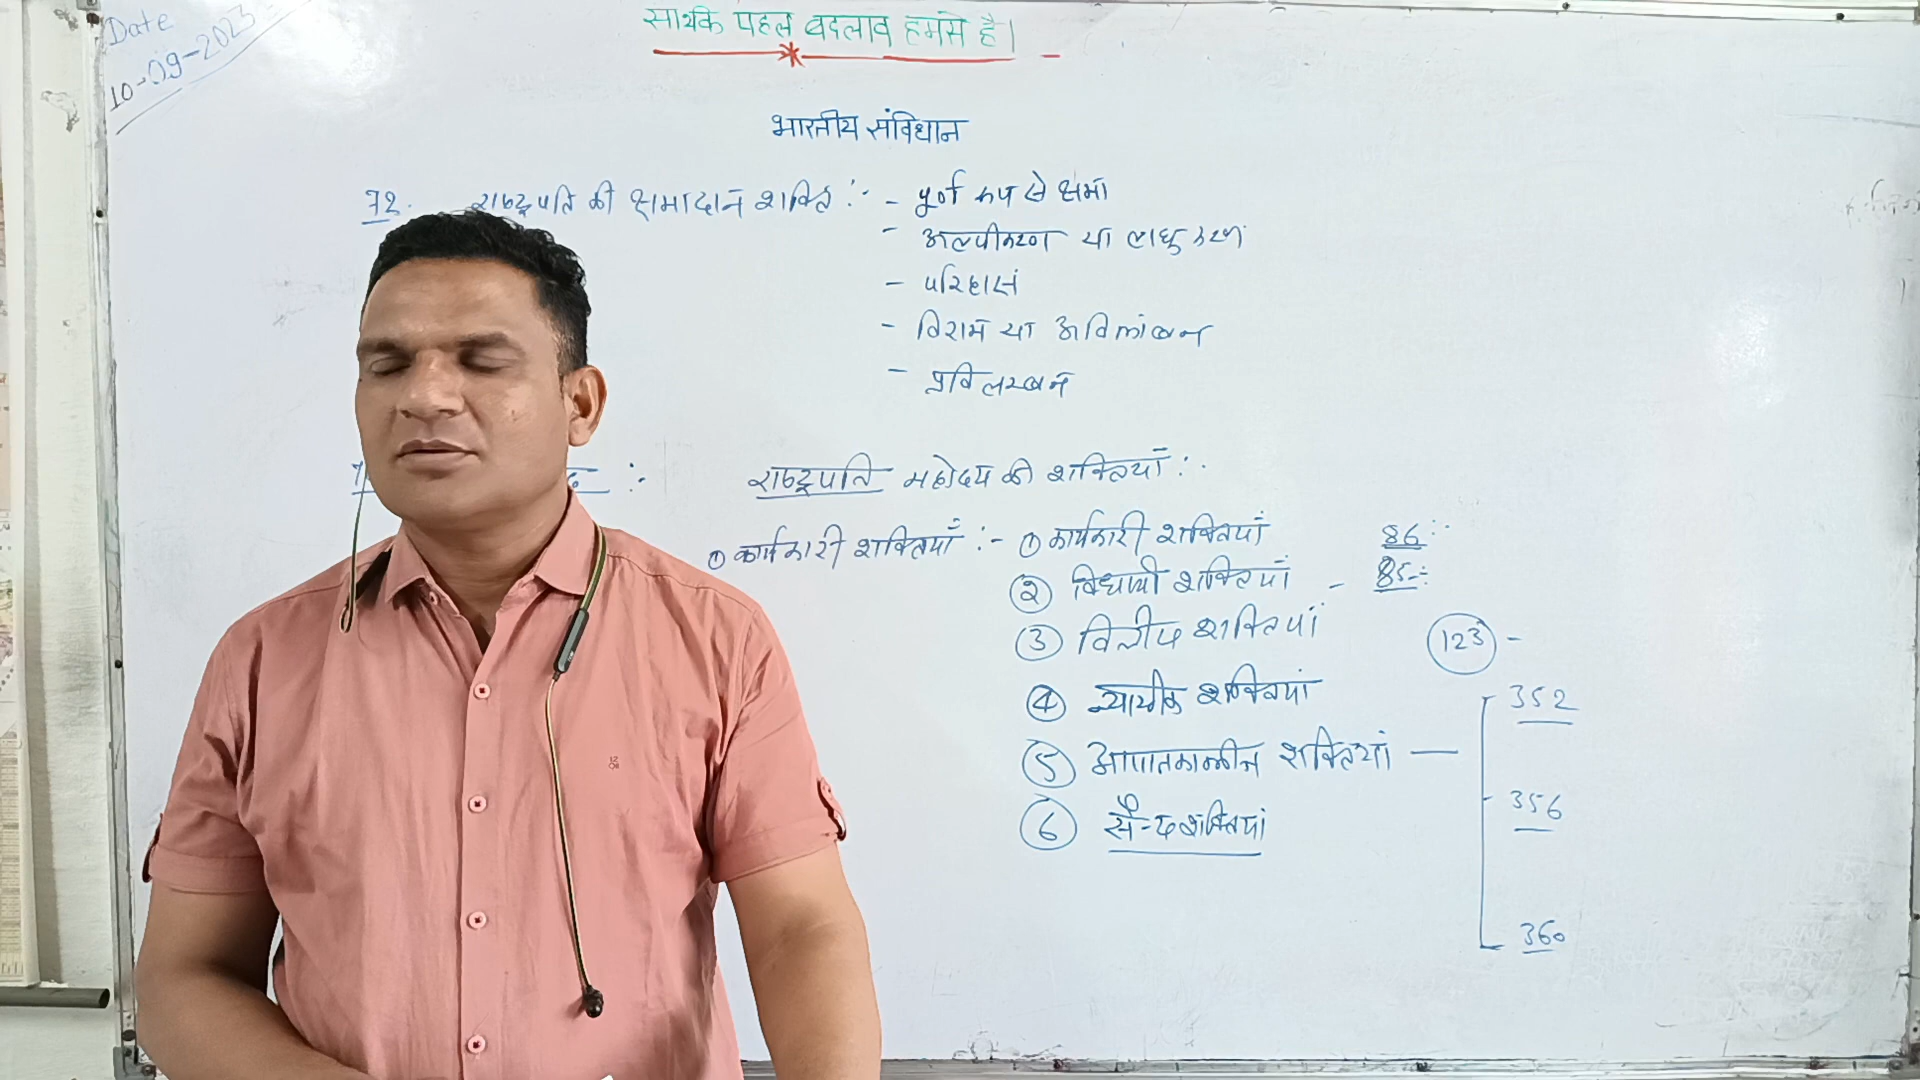 Date
10-09-2023
सार्थक पहल बदलाव हमसे है।
भारतीय संविधान
72. राष्ट्रपति की क्षमादान शक्ति :- - पूर्ण रूप से क्षमा
- अल्पीकरण या लघुकरण
- परिहास
- विराम या अविलंबन
- प्रविलम्बन
राष्ट्रपति महोदय की शक्तियाँ :-
① कार्यकारी शक्तियाँ :- ① कार्यकारी शक्तियां 86:-
② विधायी शक्तियाँ - 85-:
③ वित्तीय शक्तियां 123 -
④ न्यायीक शक्तियां 352
⑤ आपातकालीन शक्तियां —
356
⑥ सैन्य शक्तियां
360